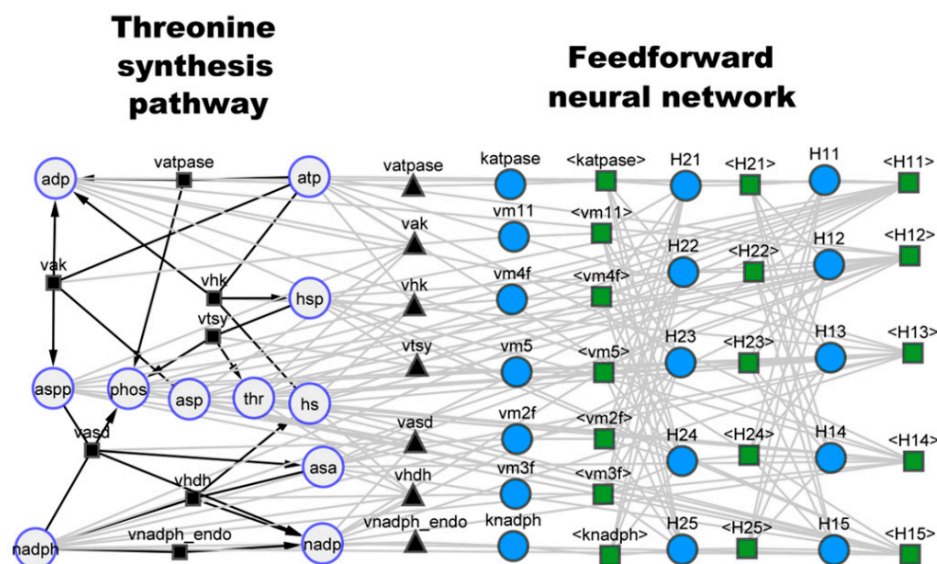 Threonine
synthesis
pathway
Feedforward
neural network
adp
vatpase
atp
vatpase
katpase
<katpase>
H21
<H21>
H11
<H11>
vak
vak
vm11
<vm11>
H22
<H22>
H12
<H12>
vhk
hsp
vhk
vm4f
<vm4f>
vtsy
vtsy
vm5
<vm5>
H23
<H23>
H13
<H13>
aspp
phos
asp
thr
hs
vasd
asa
vasd
vm2f
<vm2f>
H24
<H24>
H14
<H14>
vhdh
vhdh
vm3f
<vm3f>
nadph
vnadph_endo
nadp
vnadph_endo
knadph
<knadph>
H25
<H25>
H15
<H15>